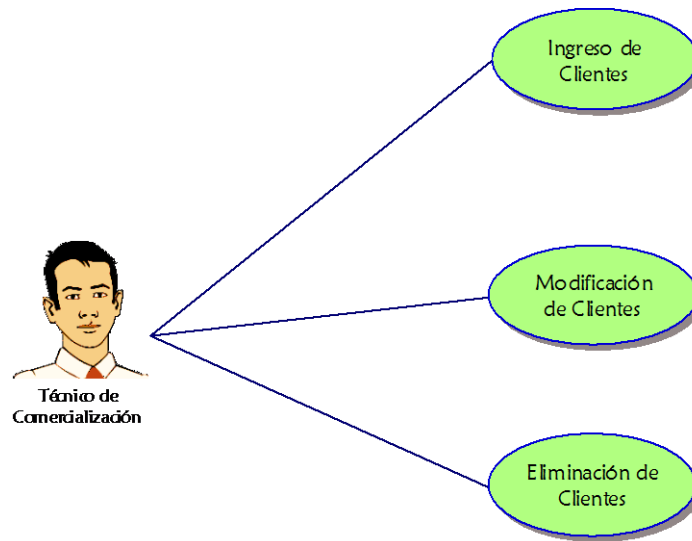 Ingreso de
Clientes
Modificación
de Clientes
Técnico de
Comercialización
Eliminación de
Clientes